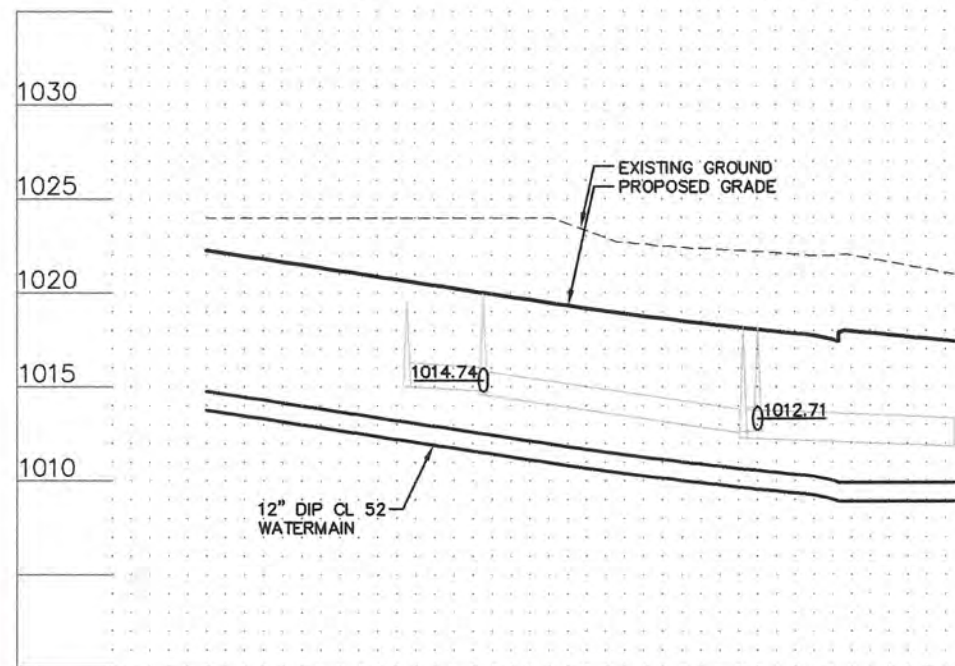 1030
1025
EXISTING GROUND
PROPOSED GRADE
1020
1015
1014.74
1012.71
1010
12" DIP CL 52
WATERMAIN